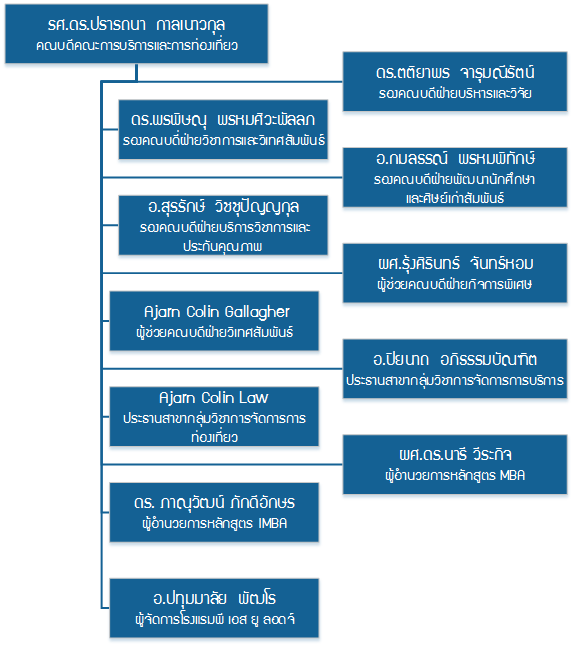 รศ.ดร.ปรารถนา กาลเนาวกุล
คณบดีคณะการบริการและการท่องเที่ยว
ดร.ตติยาพร จารุมณีรัตน์
รองคณบดีฝ่ายบริหารและวิจัย
ดร.พรพิษณุ พรหมศิวะพัลลภ
รองคณบดีฝ่ายวิชาการและวิเทศสัมพันธ์
อ.กมลธรณ์ พรหมพิทักษ์
รองคณบดีฝ่ายพัฒนานักศึกษา
และศิษย์เก่าสัมพันธ์
อ.สุรรักษ์ วิชชุปัญญกุล
รองคณบดีฝ่ายบริการวิชาการและ
ประกันคุณภาพ
ผศ.รุ้งศิรินทร์ จันทร์หอม
ผู้ช่วยคณบดีฝ่ายกิจการพิเศษ
Ajarn Colin Gallagher
ผู้ช่วยคณบดีฝ่ายวิเทศสัมพันธ์
อ.ปิยนาถ อภิธรรมบัณฑิต
ประธานสาขากลุ่มวิชาการจัดการการบริการ
Ajarn Colin Law
ประธานสาขากลุ่มวิชาการจัดการการ
ท่องเที่ยว
ผศ.ดร.นารี วีระกิจ
ผู้อำนวยการหลักสูตร MBA
ดร. ภาณุวัฒน์ ภักดีอักษร
ผู้อำนวยการหลักสูตร IMBA
อ.ปทุมมาลัย พัฒโร
ผู้จัดการโรงแรมพี เอส ยู ลอดจ์